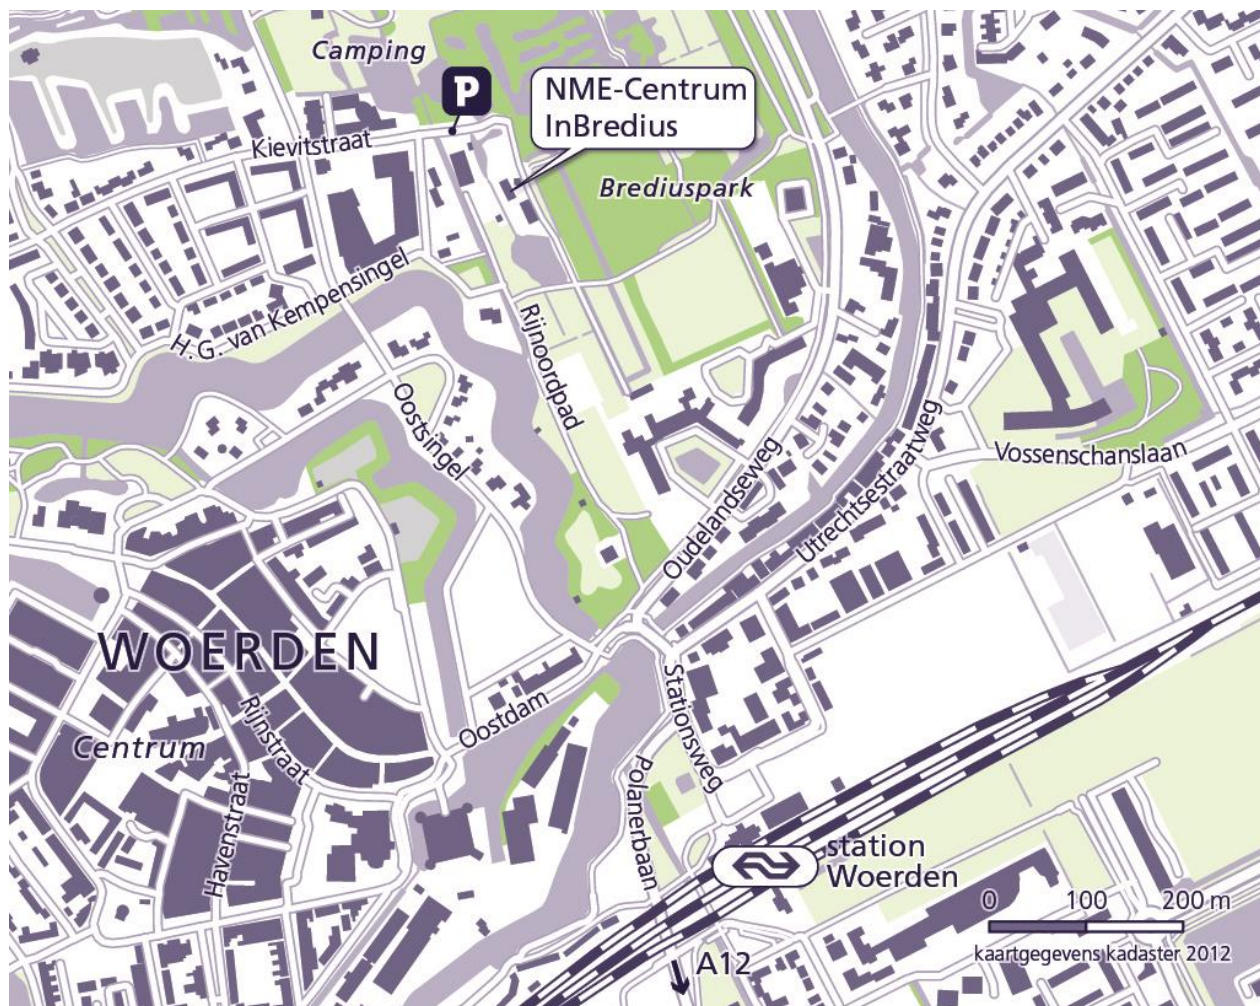 Camping
P
NME-Centrum
InBredius
Kievitstraat
Brediuspark
H.G. van Kempensingel
Rijnoordpad
Oostsingel
Oudelandseweg
Utrechtsestraatweg
Vossenschanslaan
WOERDEN
Centrum
Rijnstraat
Havenstraat
Oostdam
Stationsweg
Polanerbaan
station
Woerden
0 100 200 m
kaartgegevens kadaster 2012
A12